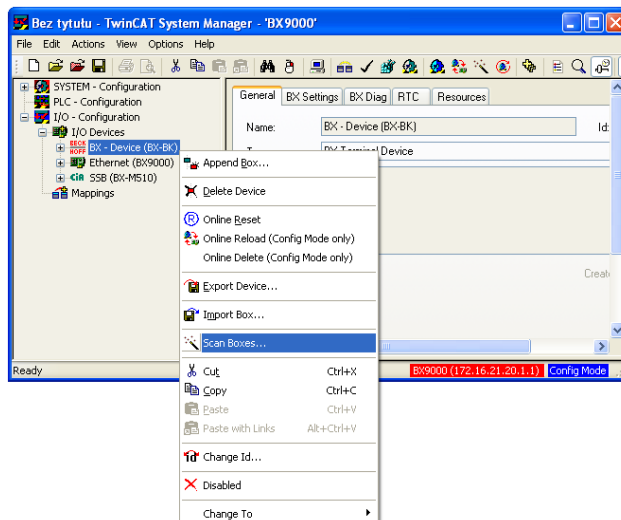 Bez tytułu - TwinCAT System Manager - 'BX9000'
File Edit Actions View Options Help
SYSTEM - Configuration
PLC - Configuration
I/O - Configuration
I/O Devices
BECK
HOFF
BX - Device (BX-BK)
Ethernet (BX9000)
CiA SSB (BX-M510)
Mappings
General BX Settings BX Diag RTC Resources
Name: BX - Device (BX-BK) Id:
BX Terminal Device
Append Box...
Delete Device
Online Reset
Online Reload (Config Mode only)
Online Delete (Config Mode only)
Export Device...
Import Box...
Scan Boxes...
Cut Ctrl+X
Copy Ctrl+C
Paste Ctrl+V
Paste with Links Alt+Ctrl+V
Change Id...
Disabled
Change To
Ready BX9000 (172.16.21.20.1.1) Config Mode